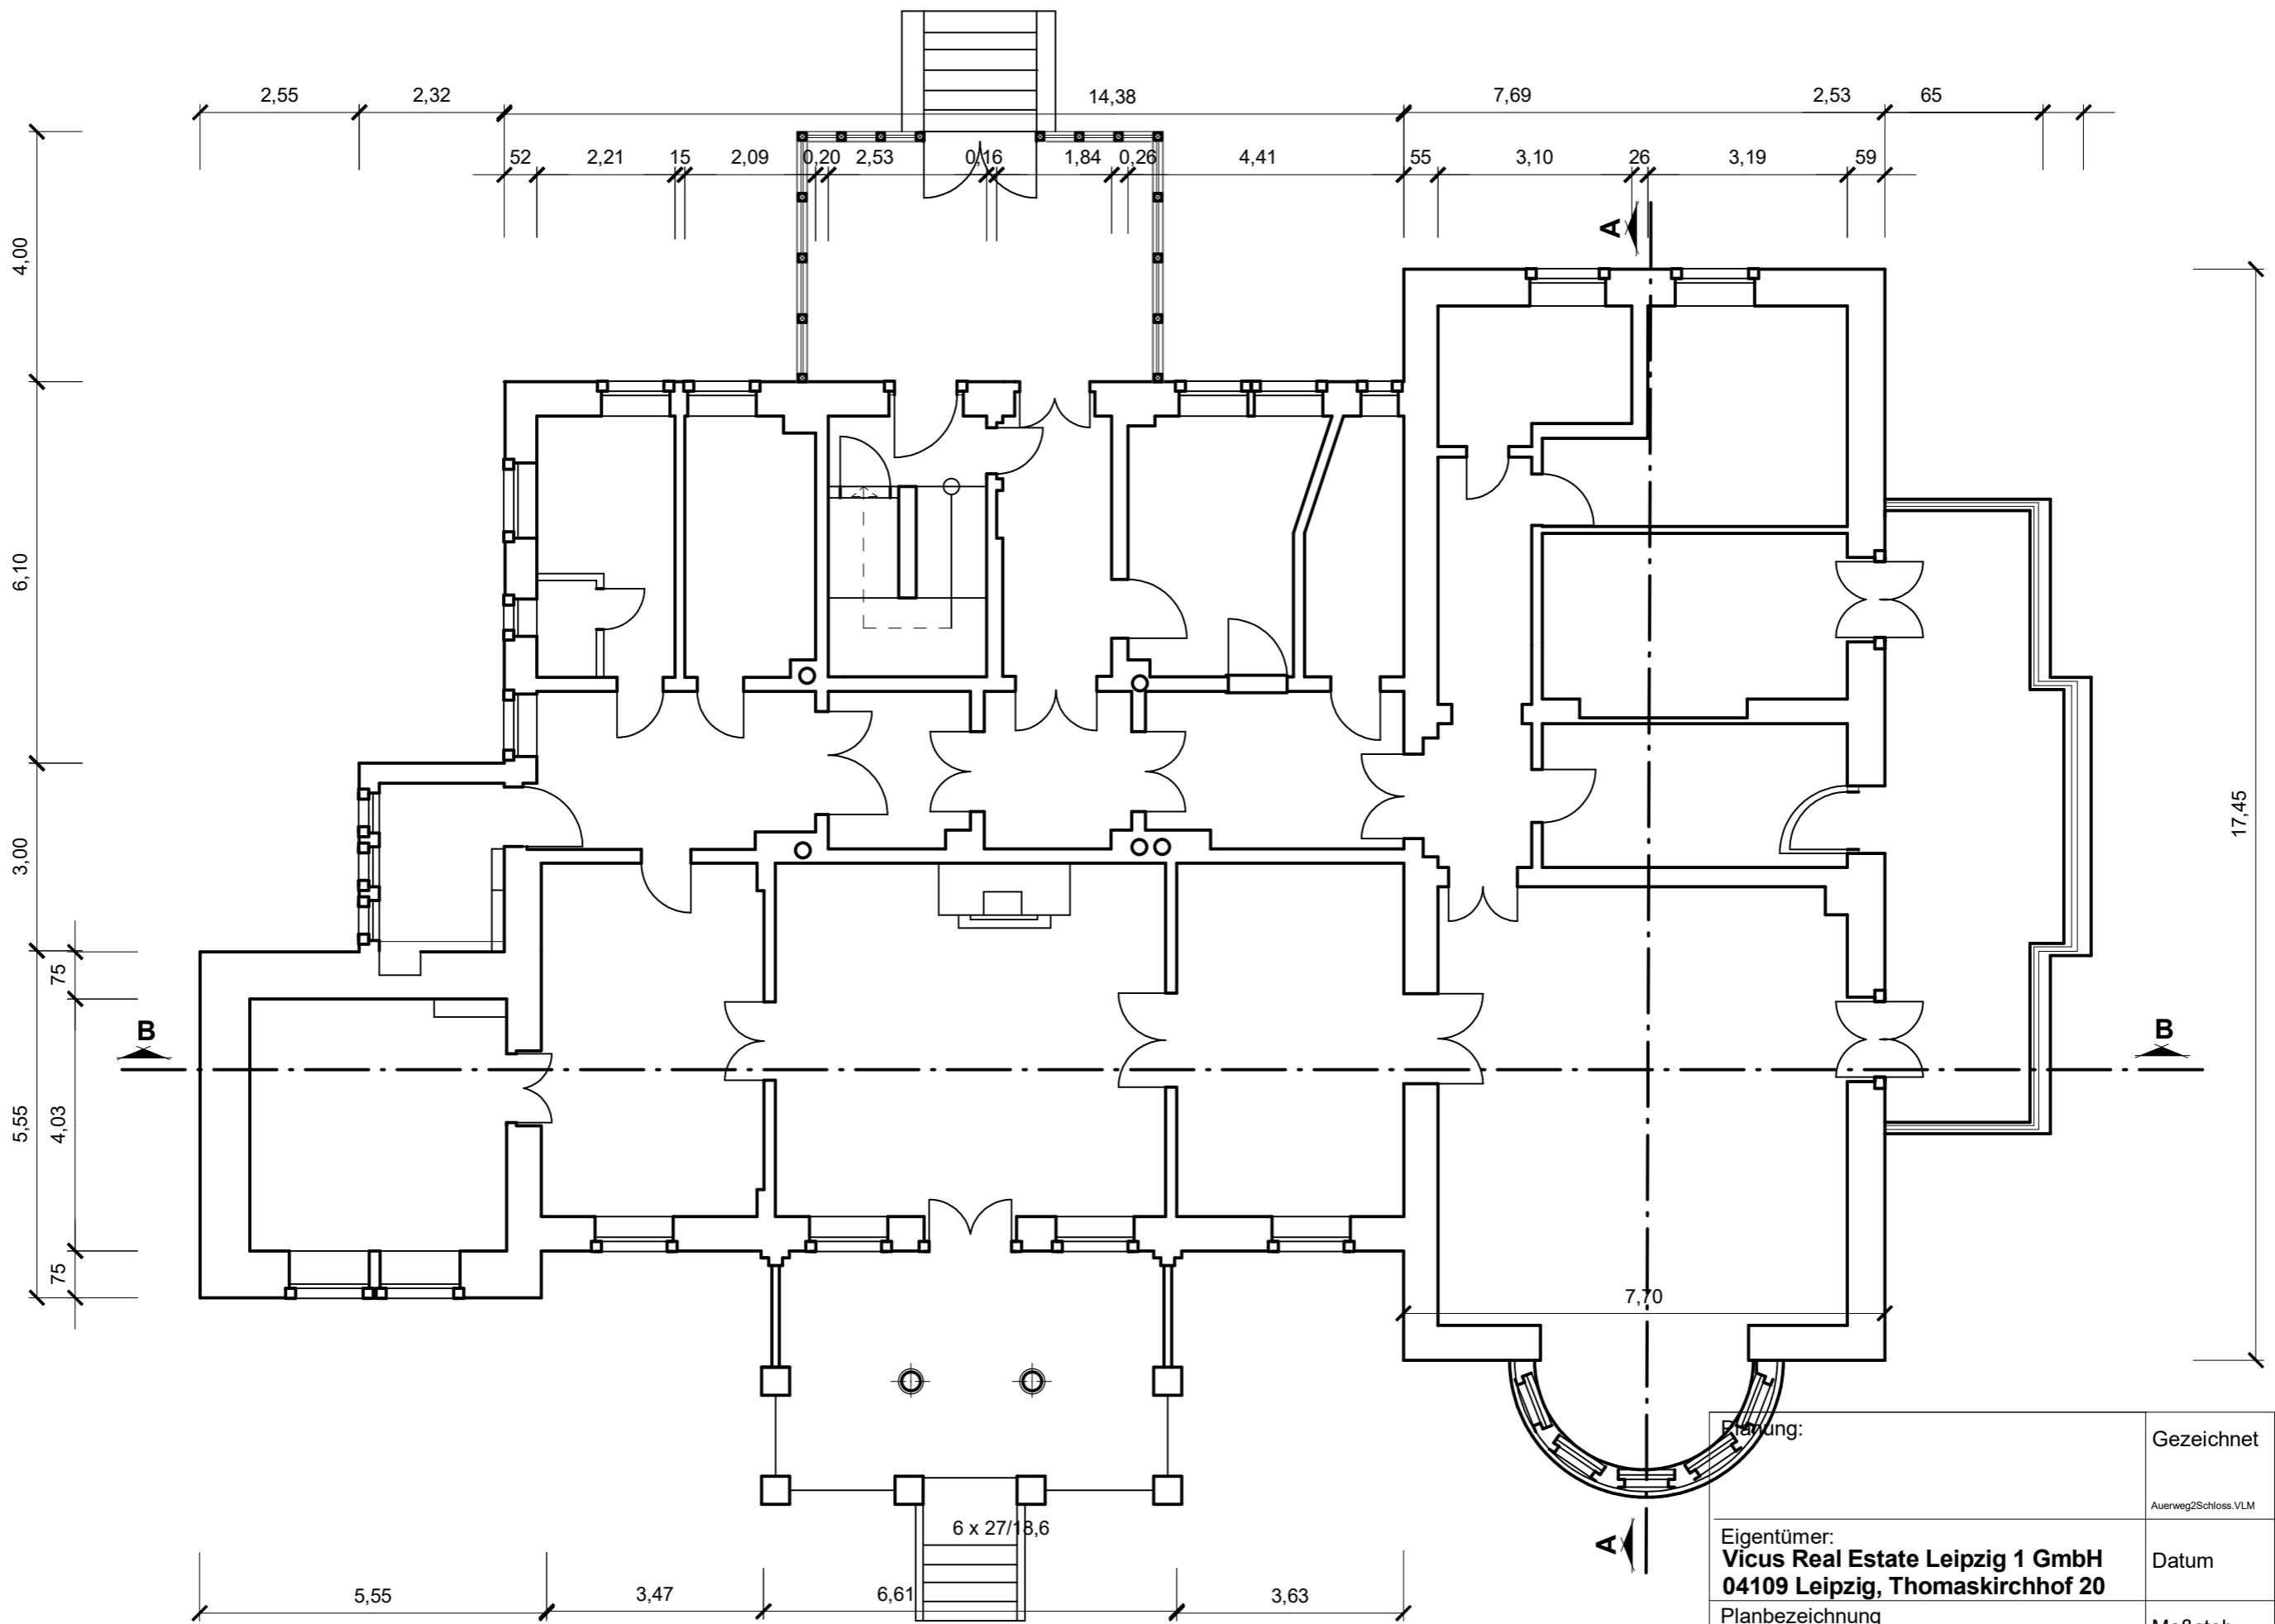 2,55 2,32 14,38 7,69 2,53 65
52 2,21 15 2,09 0,20 2,53 0,16 1,84 0,26 4,41 55 3,10 26 3,19 59
A
4,00
6,10
3,00
17,45
75
B B
5,55 4,03
75
7,70
Planung:
Gezeichnet
Auerweg2Schloss.VLM
6 x 27/18,6
A
Eigentümer:
Vicus Real Estate Leipzig 1 GmbH
Datum
04109 Leipzig, Thomaskirchhof 20
5,55 3,47 6,61 3,63
Planbezeichnung